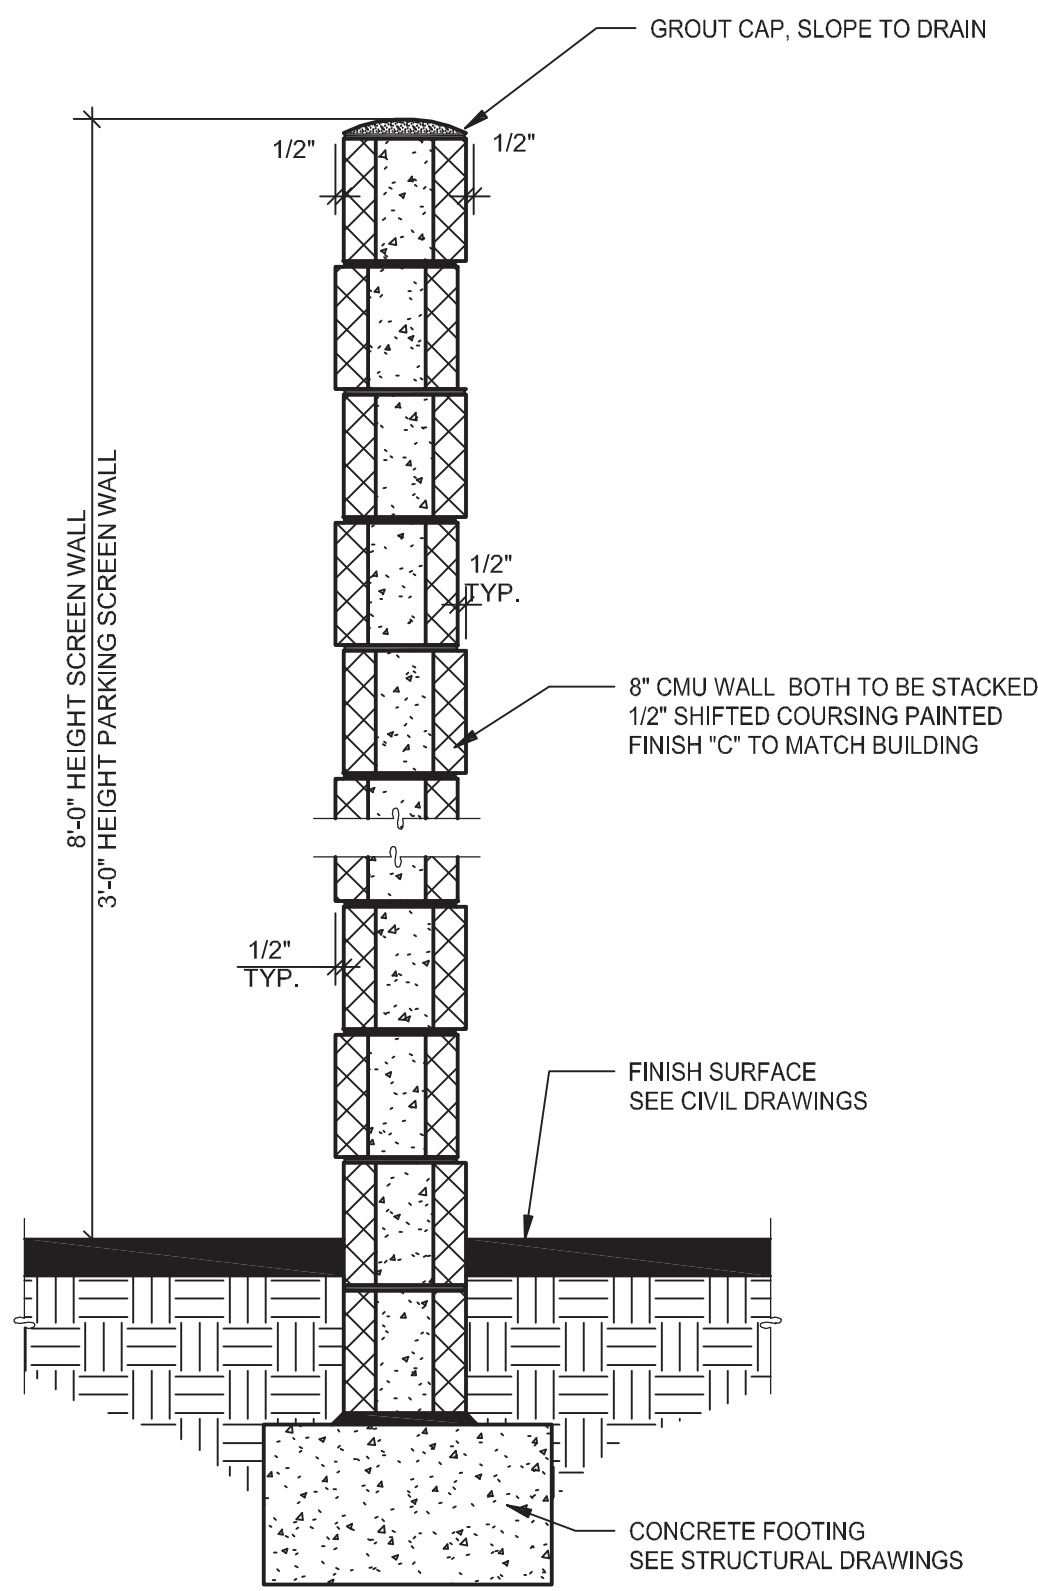 GROUT CAP, SLOPE TO DRAIN
1/2"
1/2"
8'-0" HEIGHT SCREEN WALL
3'-0" HEIGHT PARKING SCREEN WALL
1/2"
TYP.
8" CMU WALL BOTH TO BE STACKED
1/2" SHIFTED COURSING PAINTED
FINISH "C" TO MATCH BUILDING
1/2"
TYP.
FINISH SURFACE
SEE CIVIL DRAWINGS
CONCRETE FOOTING
SEE STRUCTURAL DRAWINGS